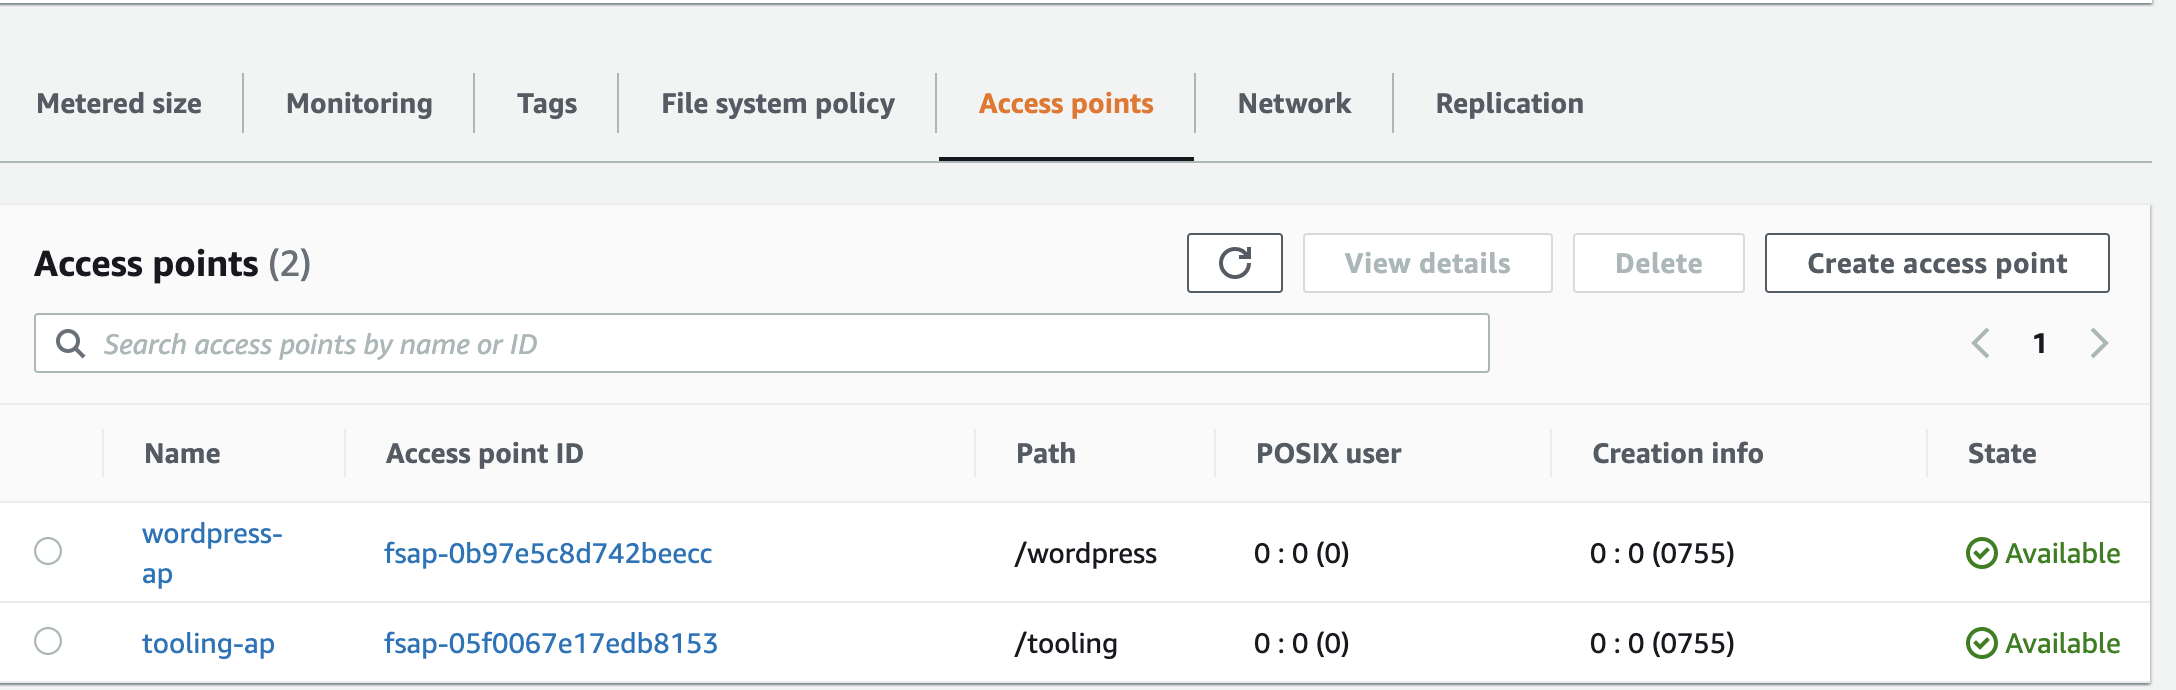 Metered size Monitoring Tags File system policy Access points Network Replication
Access points (2) View details Delete Create access point
Search access points by name or ID 1
Name Access point ID Path POSIX user Creation info State
wordpress-
ap fsap-0b97e5c8d742beecc /wordpress 0 : 0 (0) 0 : 0 (0755) Available
tooling-ap fsap-05f0067e17edb8153 /tooling 0 : 0 (0) 0 : 0 (0755) Available